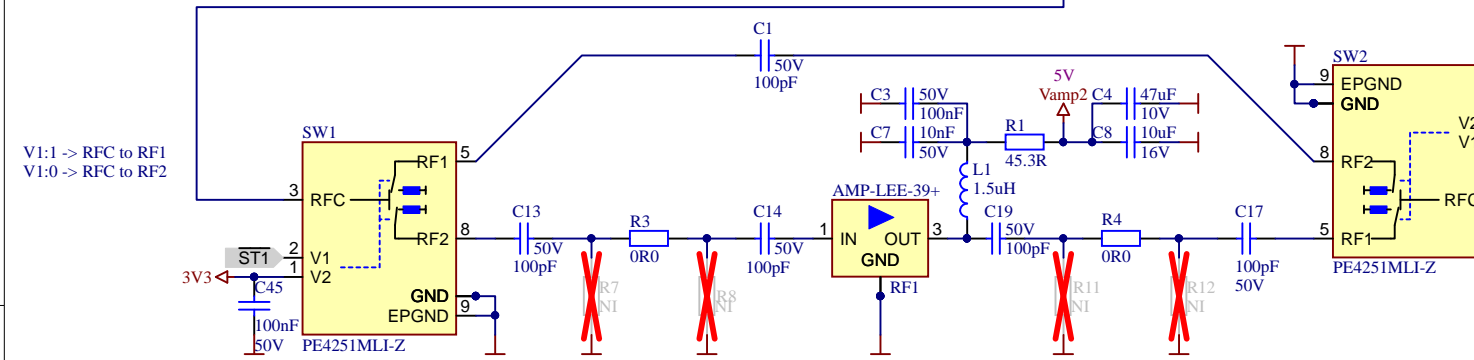 C1
50V
100pF
SW2
9
EPGND
GND
V2
V1
8
RF2
RFC
5
RF1
PE4251MLI-Z
5V
Vamp2
C3
50V
100nF
C7
10nF
50V
R1
45.3R
C4
47uF
10V
C8
10uF
16V
L1
1.5uH
V1:1 -> RFC to RF1
V1:0 -> RFC to RF2
SW1
5
RF1
3
RFC
8
RF2
2
V1
1
V2
ST1
3V3
C45
100nF
50V
GND
9
EPGND
PE4251MLI-Z
C13
50V
100pF
R3
0R0
R7
NI
R8
NI
C14
50V
100pF
AMP-LEE-39+
1
IN
OUT
3
GND
RF1
C19
50V
100pF
R4
0R0
R11
NI
R12
NI
C17
100pF
50V